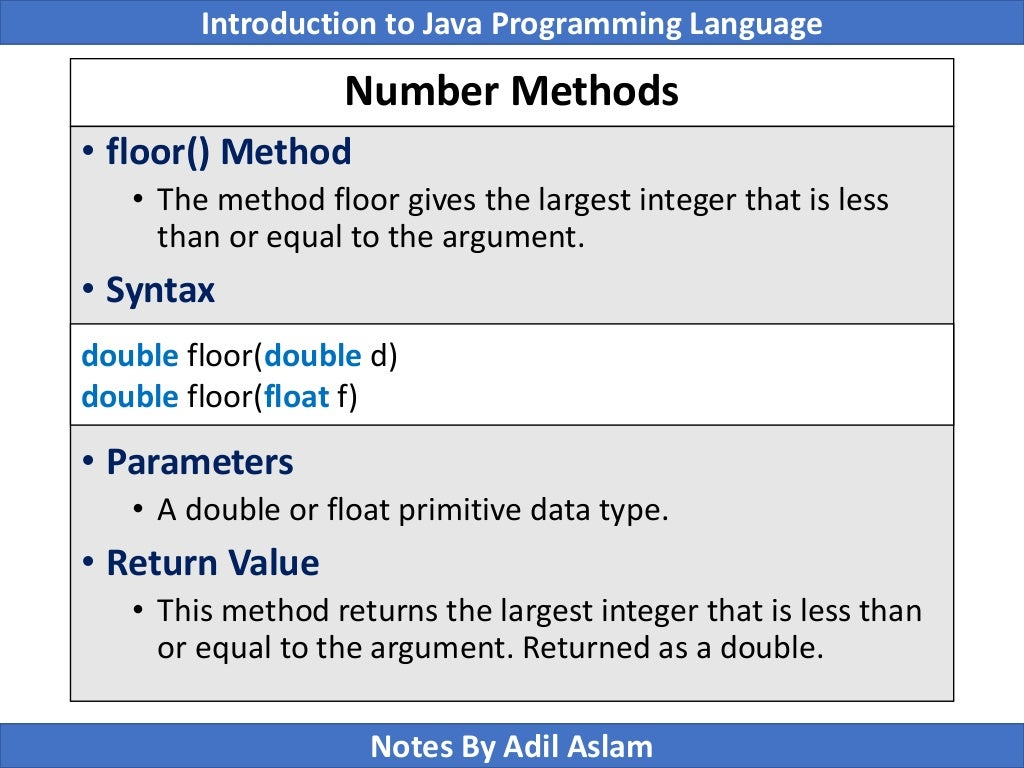 Introduction to Java Programming Language
Number Methods
• floor() Method
• The method floor gives the largest integer that is less
than or equal to the argument.
• Syntax
double floor(double d)
double floor(float f)
• Parameters
• A double or float primitive data type.
• Return Value
• This method returns the largest integer that is less than
or equal to the argument. Returned as a double.
Notes By Adil Aslam